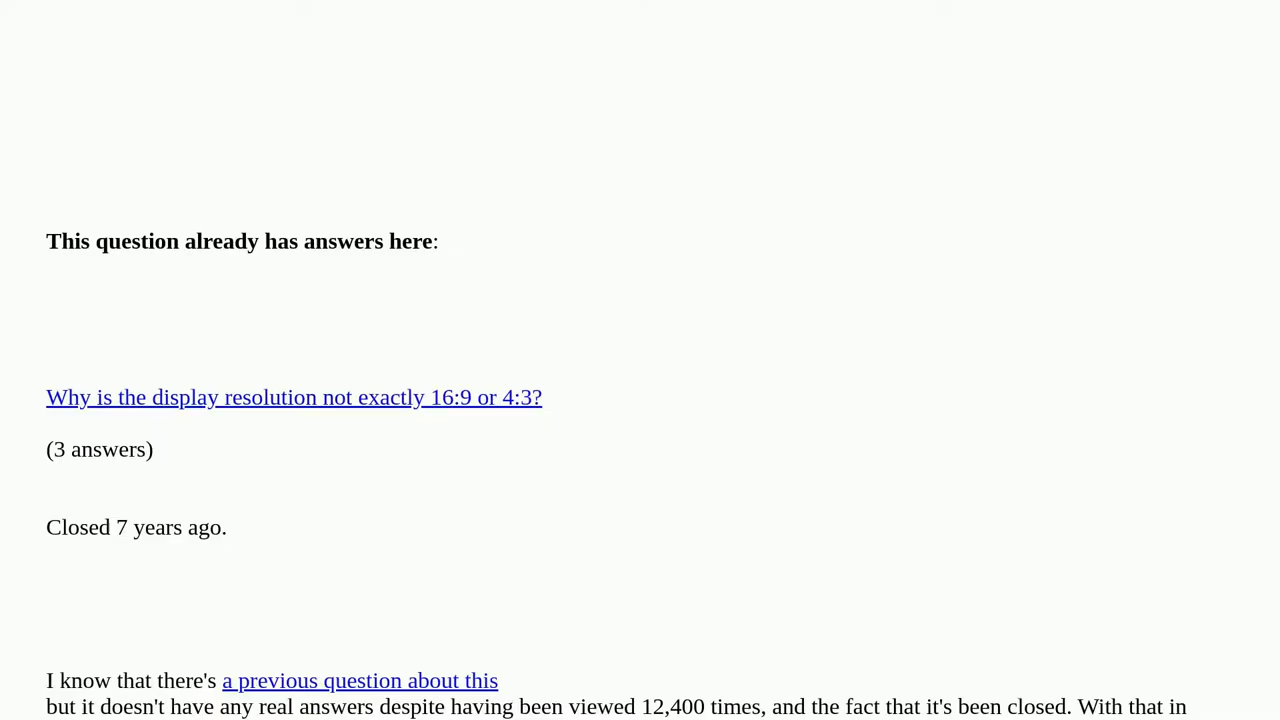 This question already has answers here:
Why is the display resolution not exactly 16:9 or 4:3?
(3 answers)
Closed 7 years ago.
I know that there's a previous question about this
but it doesn't have any real answers despite having been viewed 12,400 times, and the fact that it's been closed. With that in